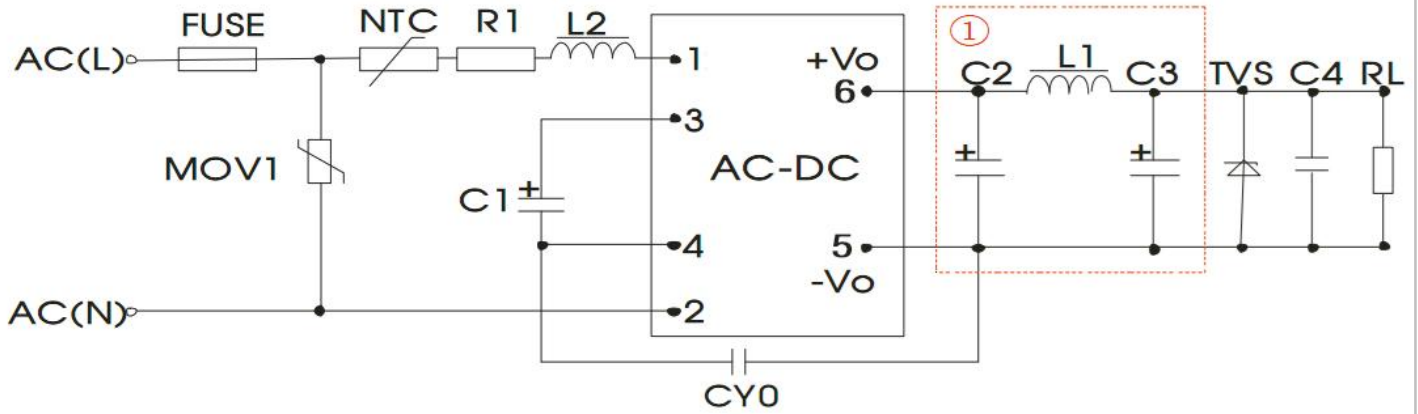 FUSE
NTC
R1
L2
AC(L)
1
3
4
2
MOV1
C1
AC-DC
+Vo
6
5
-Vo
①
C2
L1
C3
TVS
C4
RL
+
+
+
AC(N)
CY0